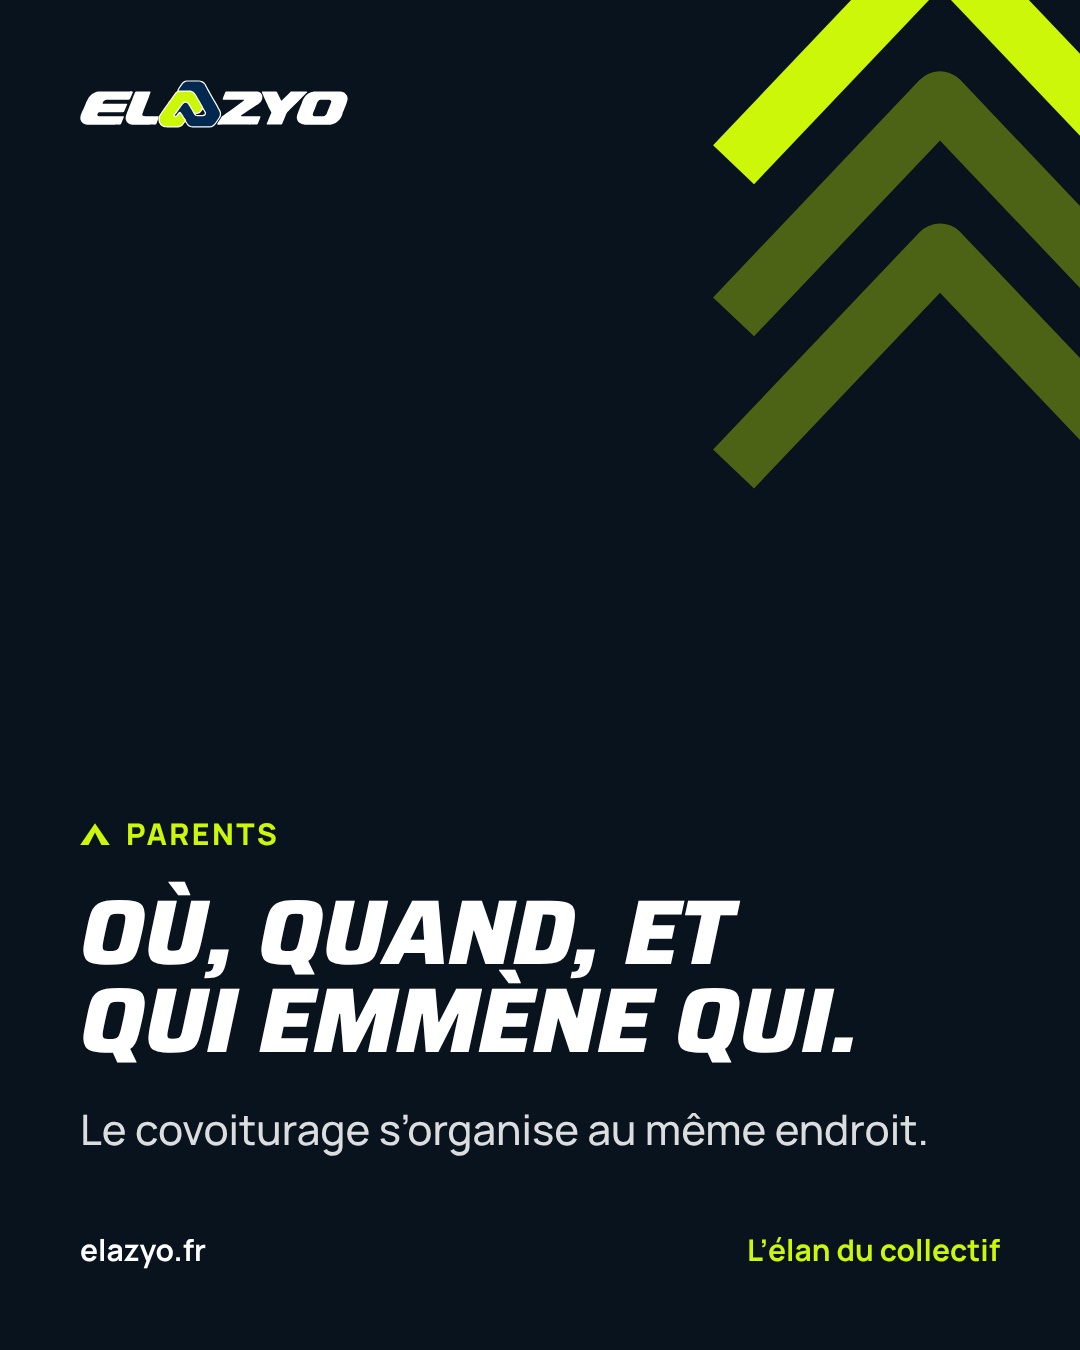 ELAZYO
PARENTS
OÙ, QUAND, ET
QUI EMMÈNE QUI.
Le covoiturage s’organise au même endroit.
elazyo.fr
L’élan du collectif